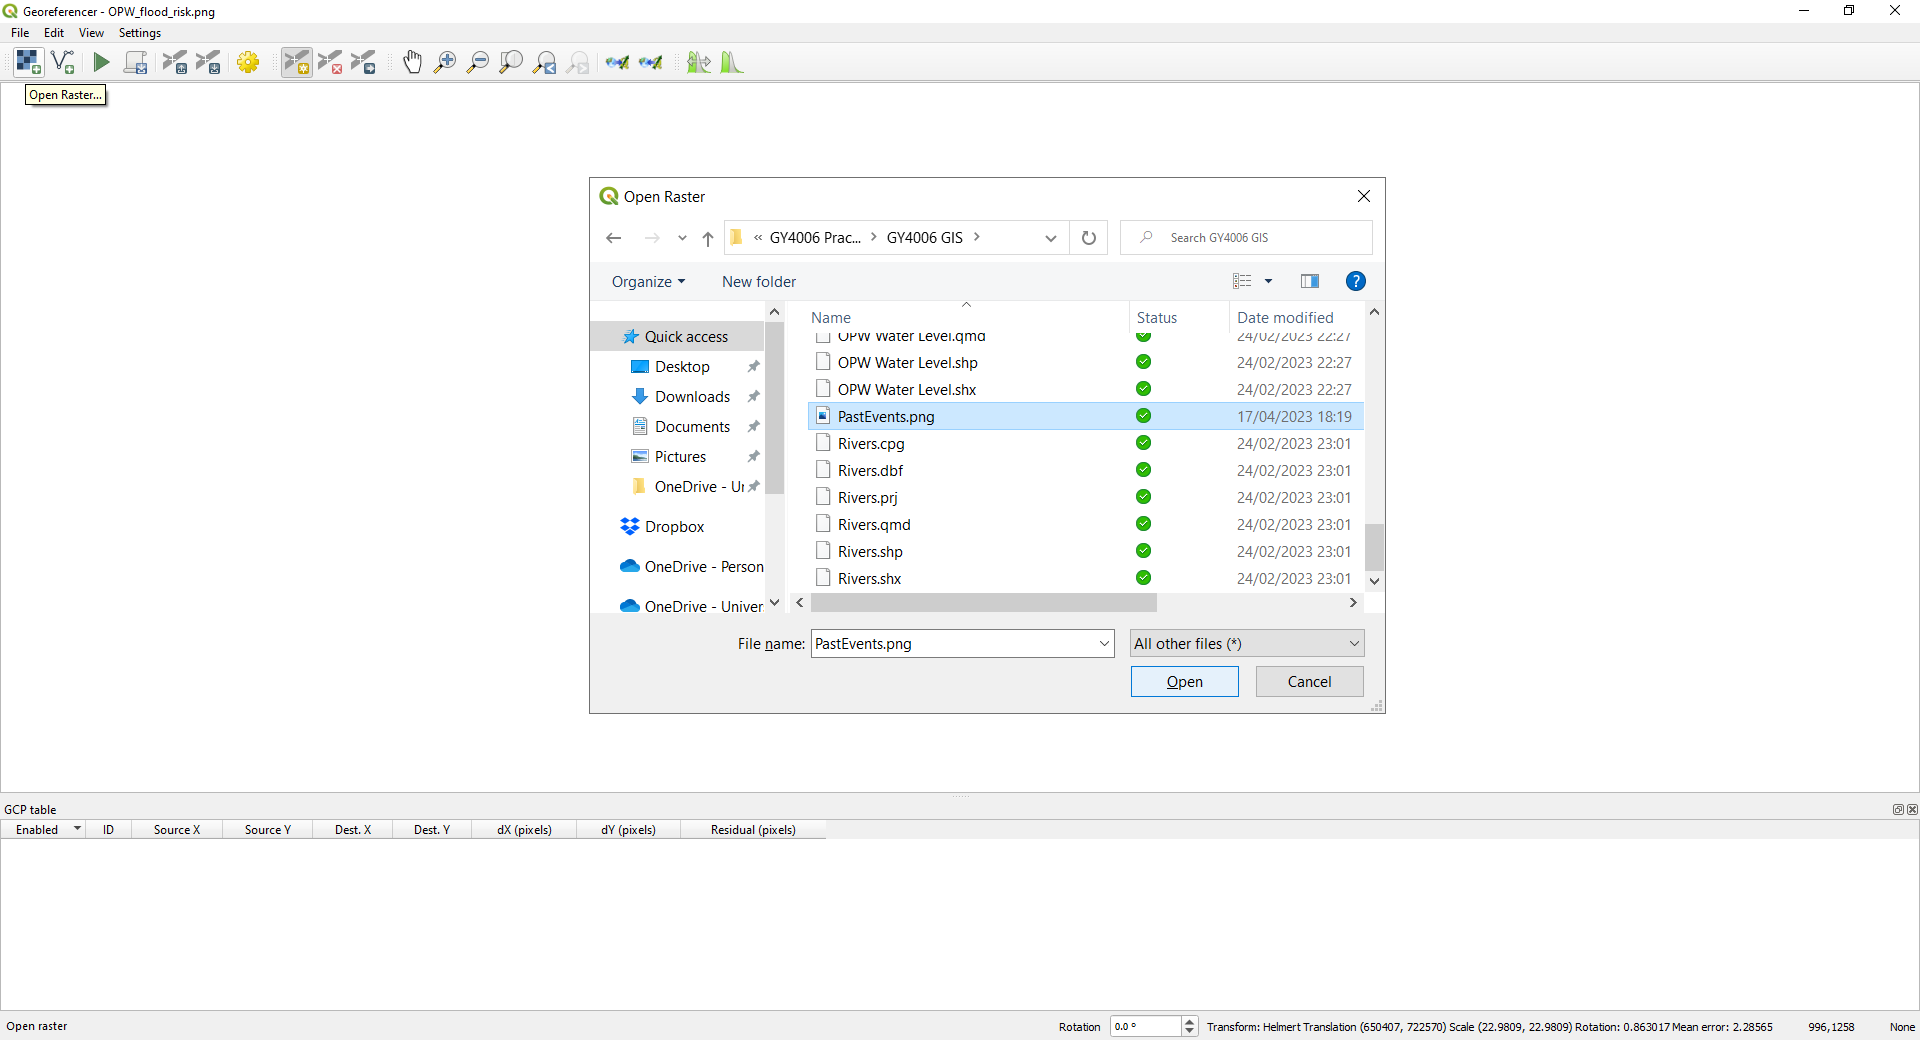 Georeferencer - OPW_flood_risk.png
File Edit View Settings
Open Raster...
Open Raster
« GY4006 Prac... > GY4006 GIS >
Search GY4006 GIS
Organize New folder
Name Status Date modified
Quick access
Desktop
Downloads
Documents
Pictures
OneDrive - Ur
Dropbox
OneDrive - Person
OneDrive - Univer
OPW Water Level.qmd 24/02/2023 22:27
OPW Water Level.shp 24/02/2023 22:27
OPW Water Level.shx 24/02/2023 22:27
PastEvents.png 17/04/2023 18:19
Rivers.cpg 24/02/2023 23:01
Rivers.dbf 24/02/2023 23:01
Rivers.prj 24/02/2023 23:01
Rivers.qmd 24/02/2023 23:01
Rivers.shp 24/02/2023 23:01
Rivers.shx 24/02/2023 23:01
File name: PastEvents.png All other files (*)
Open Cancel
GCP table
Enabled ID Source X Source Y Dest. X Dest. Y dX (pixels) dY (pixels) Residual (pixels)
Open raster Rotation 0.0 ° Transform: Helmert Translation (650407, 722570) Scale (22.9809, 22.9809) Rotation: 0.863017 Mean error: 2.28565 996,1258 None